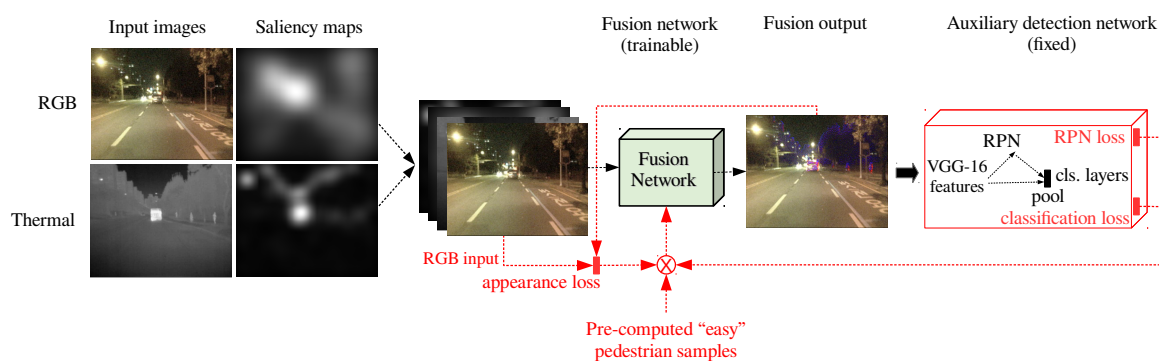 Input images
Saliency maps
Fusion network
(trainable)
Fusion output
Auxiliary detection network
(fixed)
RGB
Thermal
Fusion
Network
RPN loss
RPN
VGG-16
features
cls. layers
pool
classification loss
RGB input
appearance loss
Pre-computed “easy”
pedestrian samples